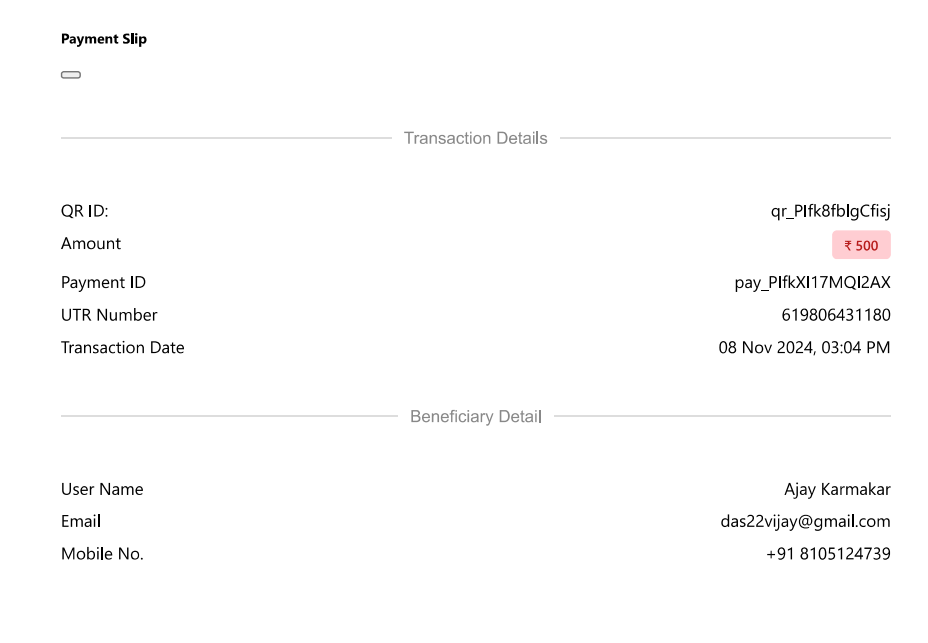 Payment Slip
Transaction Details
QR ID: qr_PIfk8fblgCfisj
Amount ₹ 500
Payment ID pay_PIfkXI17MQI2AX
UTR Number 619806431180
Transaction Date 08 Nov 2024, 03:04 PM
Beneficiary Detail
User Name Ajay Karmakar
Email das22vijay@gmail.com
Mobile No. +91 8105124739